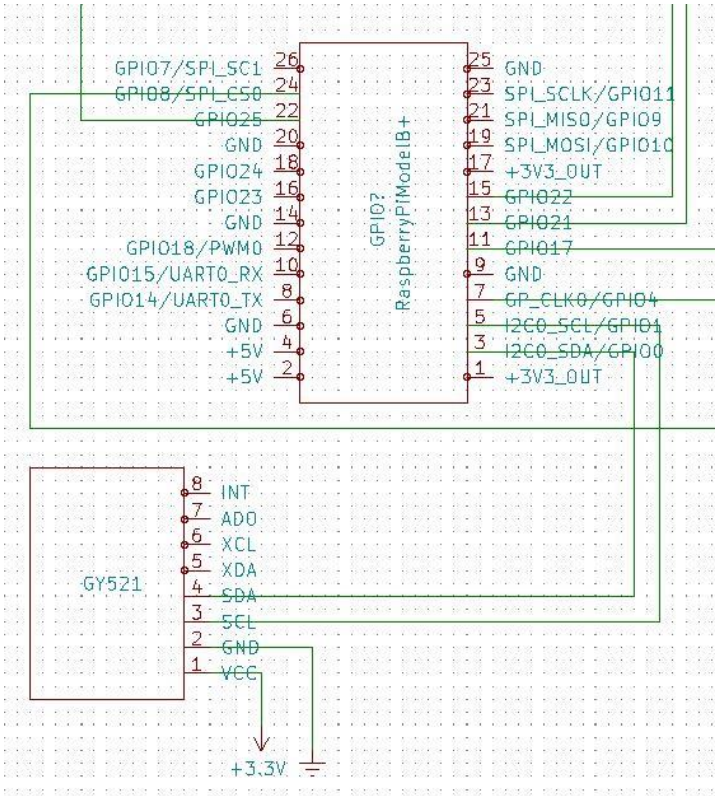 26 25
GPIO7/SPI_SC1 GND
24 23
GPIO8/SPI_CS0 SPI_SCLK/GPIO11
22 21
GPIO25 SPI_MISO/GPIO9
20 19
GND SPI_MOSI/GPIO10
18 17
GPIO24 +3V3_OUT
16 15
GPIO23 GPIO22
14 13
GND GPIO21
12 11
GPIO18/PWM0 GPIO17
10 9
GPIO15/UART0_RX GND
8 7
GPIO14/UART0_TX GP_CLK0/GPIO4
6 5
GND I2C0_SCL/GPIO1
4 3
+5V I2C0_SDA/GPIO0
2 1
+5V +3V3_OUT
GPIO?
RaspberryPiModelB+
GY521
8 INT
7 ADO
6 XCL
5 XDA
4 SDA
3 SCL
2 GND
1 VCC
+3.3V